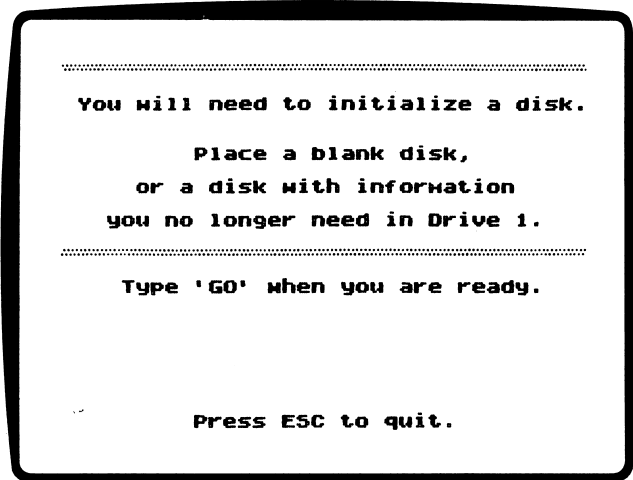 You will need to initialize a disk.
Place a blank disk,
or a disk with information
you no longer need in Drive 1.
Type 'GO' when you are ready.
Press ESC to quit.